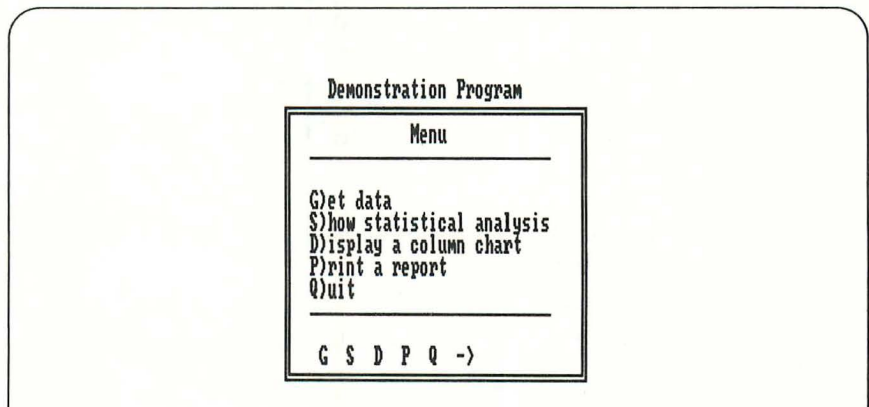 Demonstration Program
Menu
G)et data
S)how statistical analysis
D)isplay a column chart
P)rint a report
Q)uit
G S D P Q ->